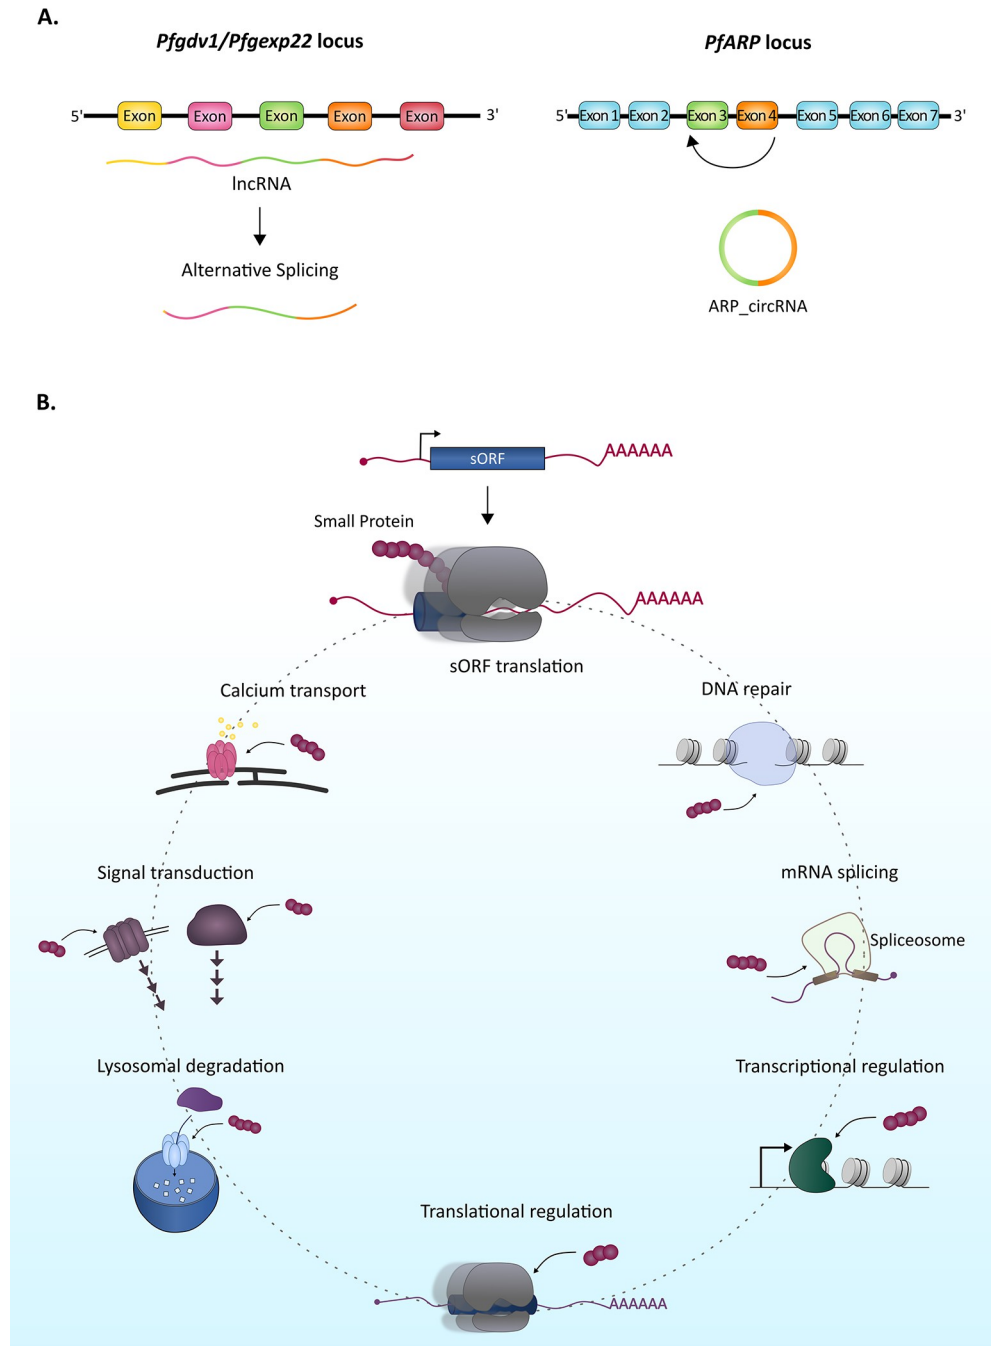 A.
Pfgdv1/Pfgexp22 locus
5' Exon Exon Exon Exon Exon 3'
lncRNA
Alternative Splicing
PfARP locus
5' Exon 1 Exon 2 Exon 3 Exon 4 Exon 5 Exon 6 Exon 7 3'
ARP_circRNA
B.
sORF AAAAAA
Small Protein
AAAAAA
sORF translation
Calcium transport
DNA repair
Signal transduction
mRNA splicing
Spliceosome
Lysosomal degradation
Transcriptional regulation
Translational regulation
AAAAAA